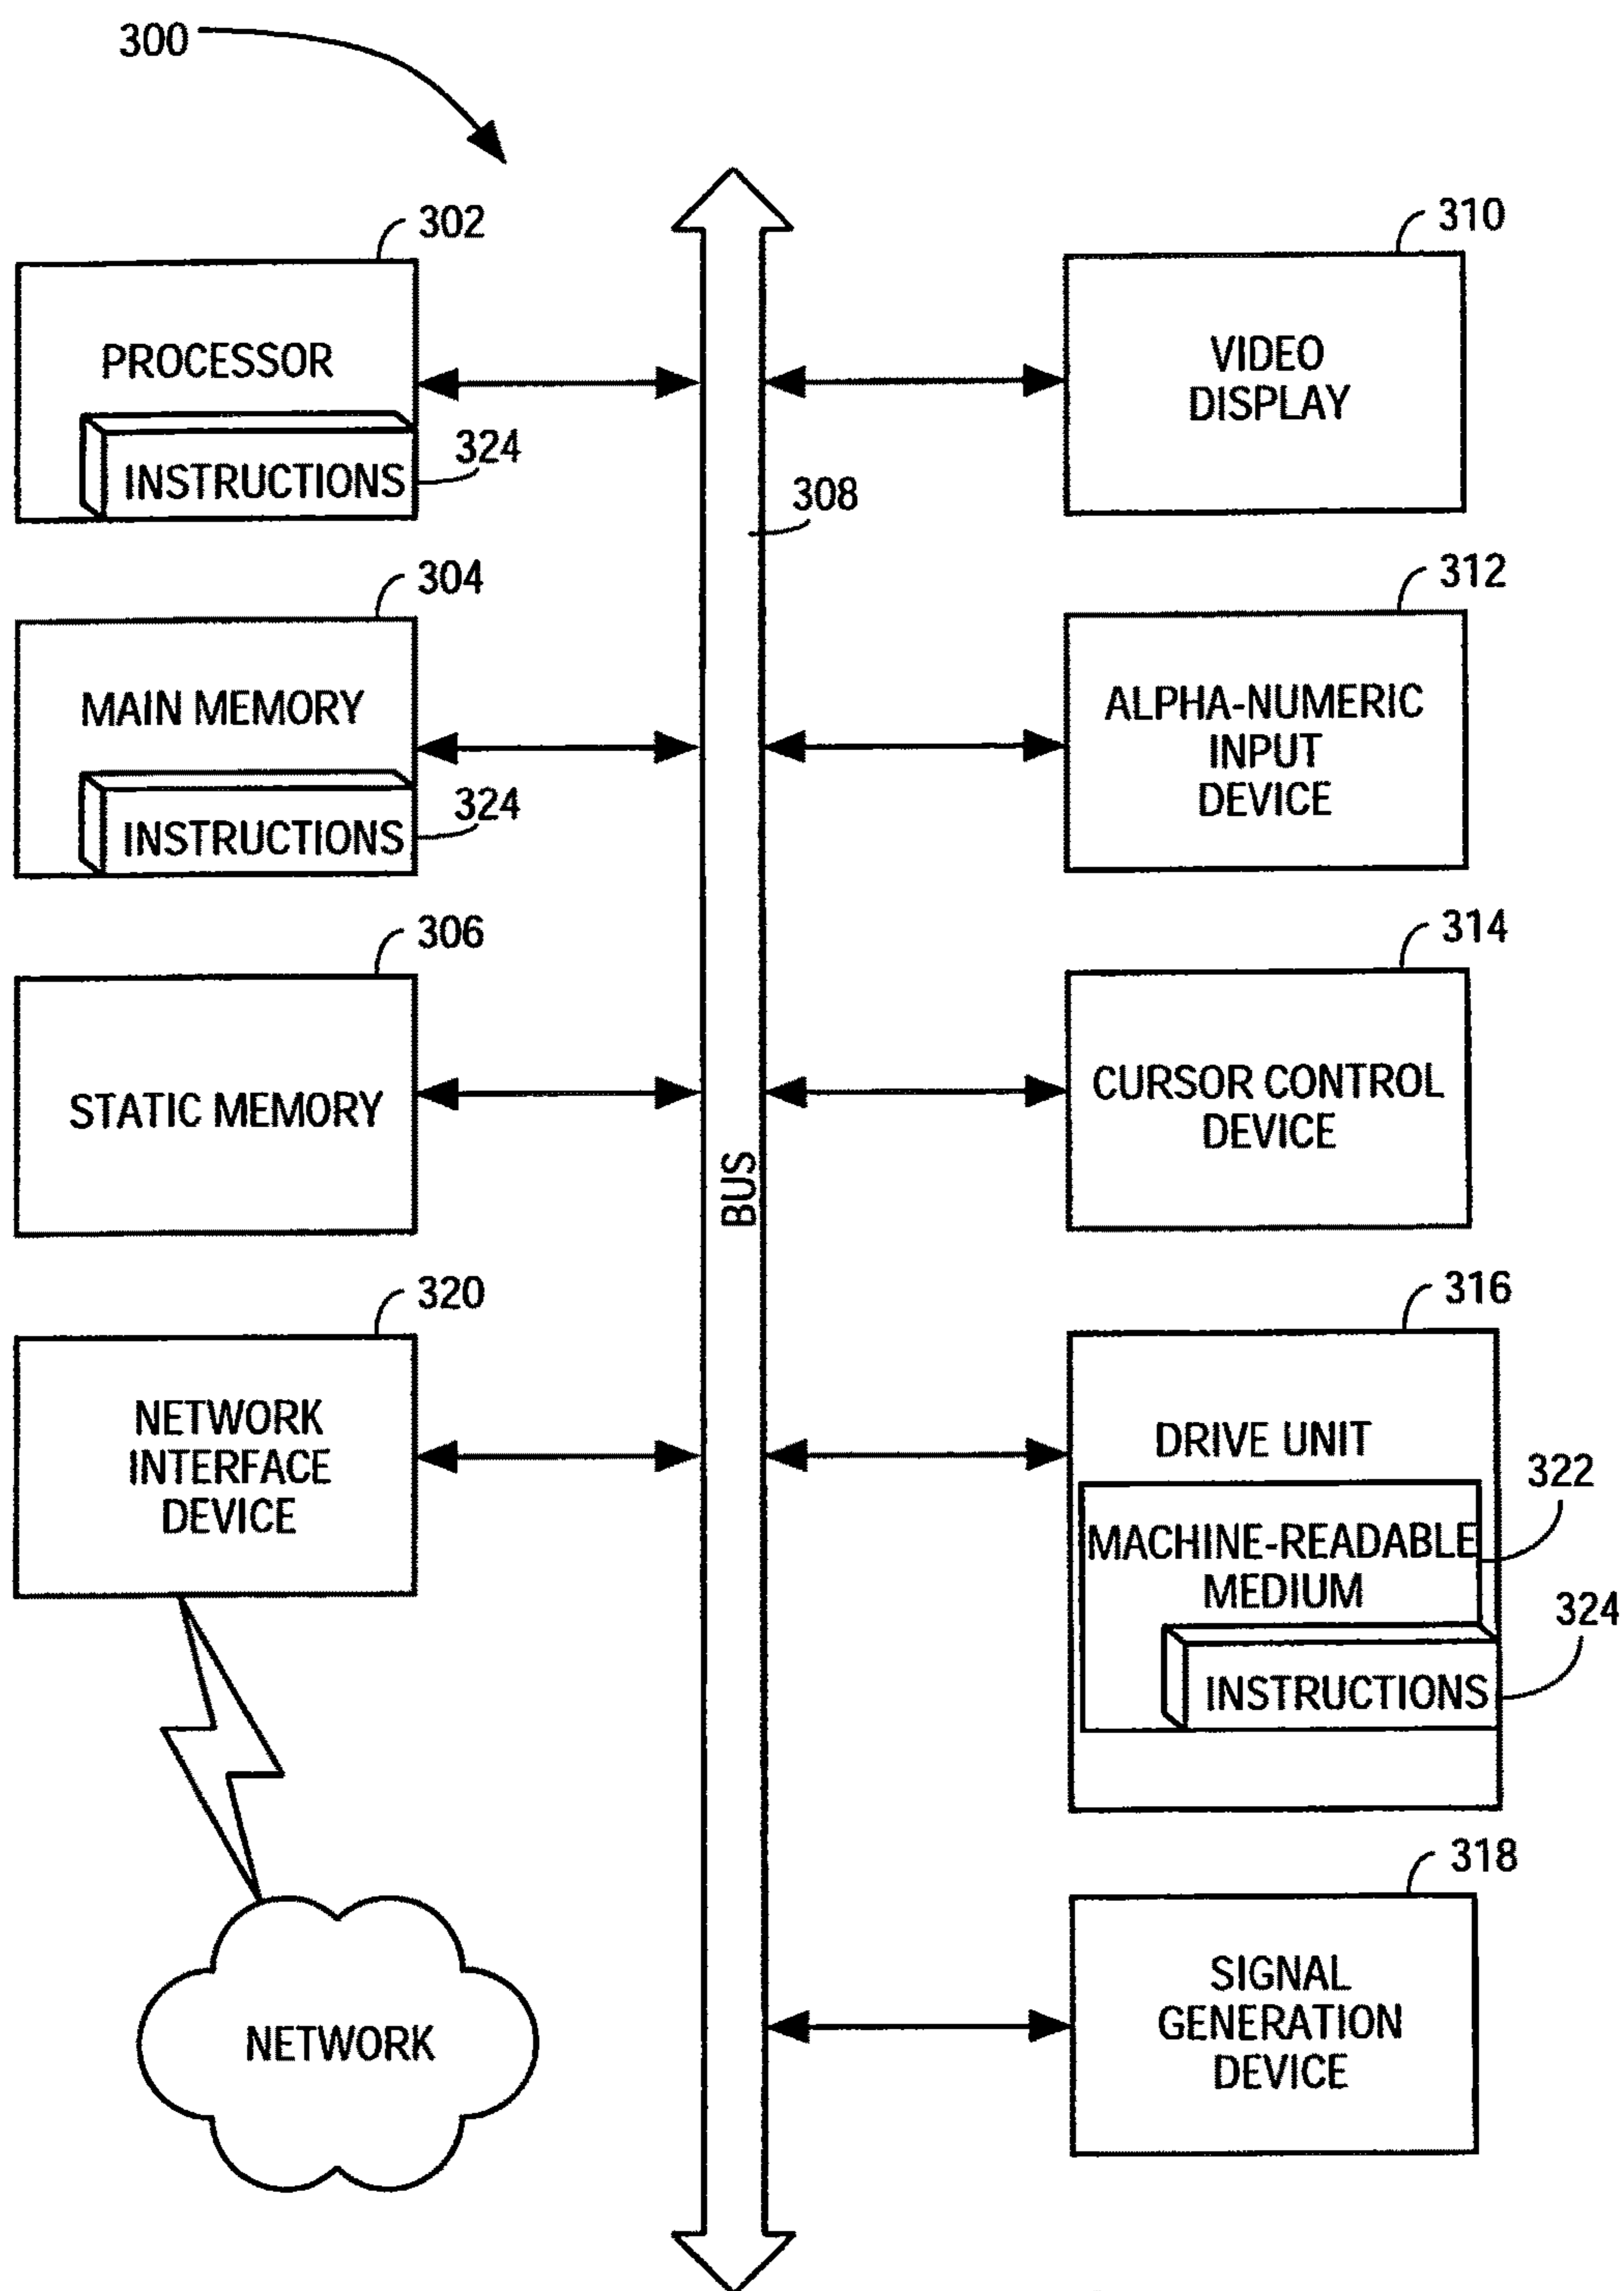 300
302
PROCESSOR
INSTRUCTIONS
324
304
MAIN MEMORY
INSTRUCTIONS
324
306
STATIC MEMORY
320
NETWORK
INTERFACE
DEVICE
NETWORK
308
BUS
310
VIDEO
DISPLAY
312
ALPHA-NUMERIC
INPUT
DEVICE
314
CURSOR CONTROL
DEVICE
316
DRIVE UNIT
322
MACHINE-READABLE
MEDIUM
324
INSTRUCTIONS
318
SIGNAL
GENERATION
DEVICE